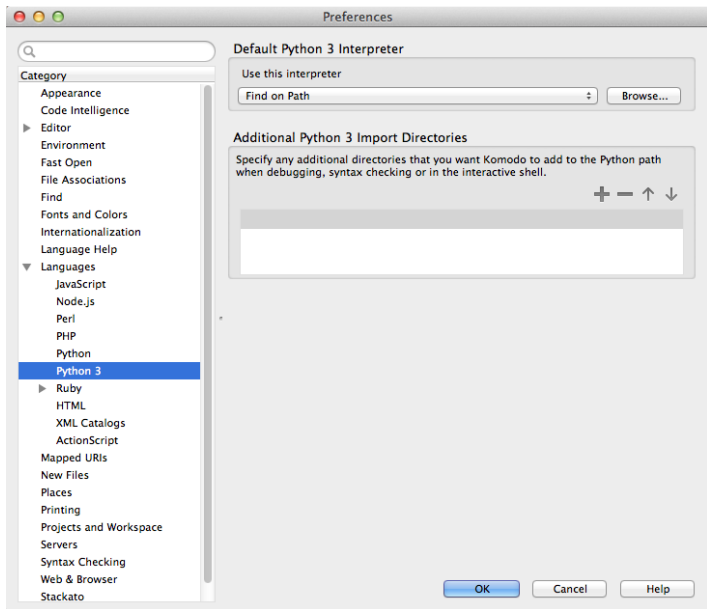 Preferences
Category
Appearance
Code Intelligence
Editor
Environment
Fast Open
File Associations
Find
Fonts and Colors
Internationalization
Language Help
Languages
JavaScript
Node.js
Perl
PHP
Python
Python 3
Ruby
HTML
XML Catalogs
ActionScript
Mapped URIs
New Files
Places
Printing
Projects and Workspace
Servers
Syntax Checking
Web & Browser
Stackato
Default Python 3 Interpreter
Use this interpreter
Find on Path
Browse...
Additional Python 3 Import Directories
Specify any additional directories that you want Komodo to add to the Python path
when debugging, syntax checking or in the interactive shell.
OK
Cancel
Help